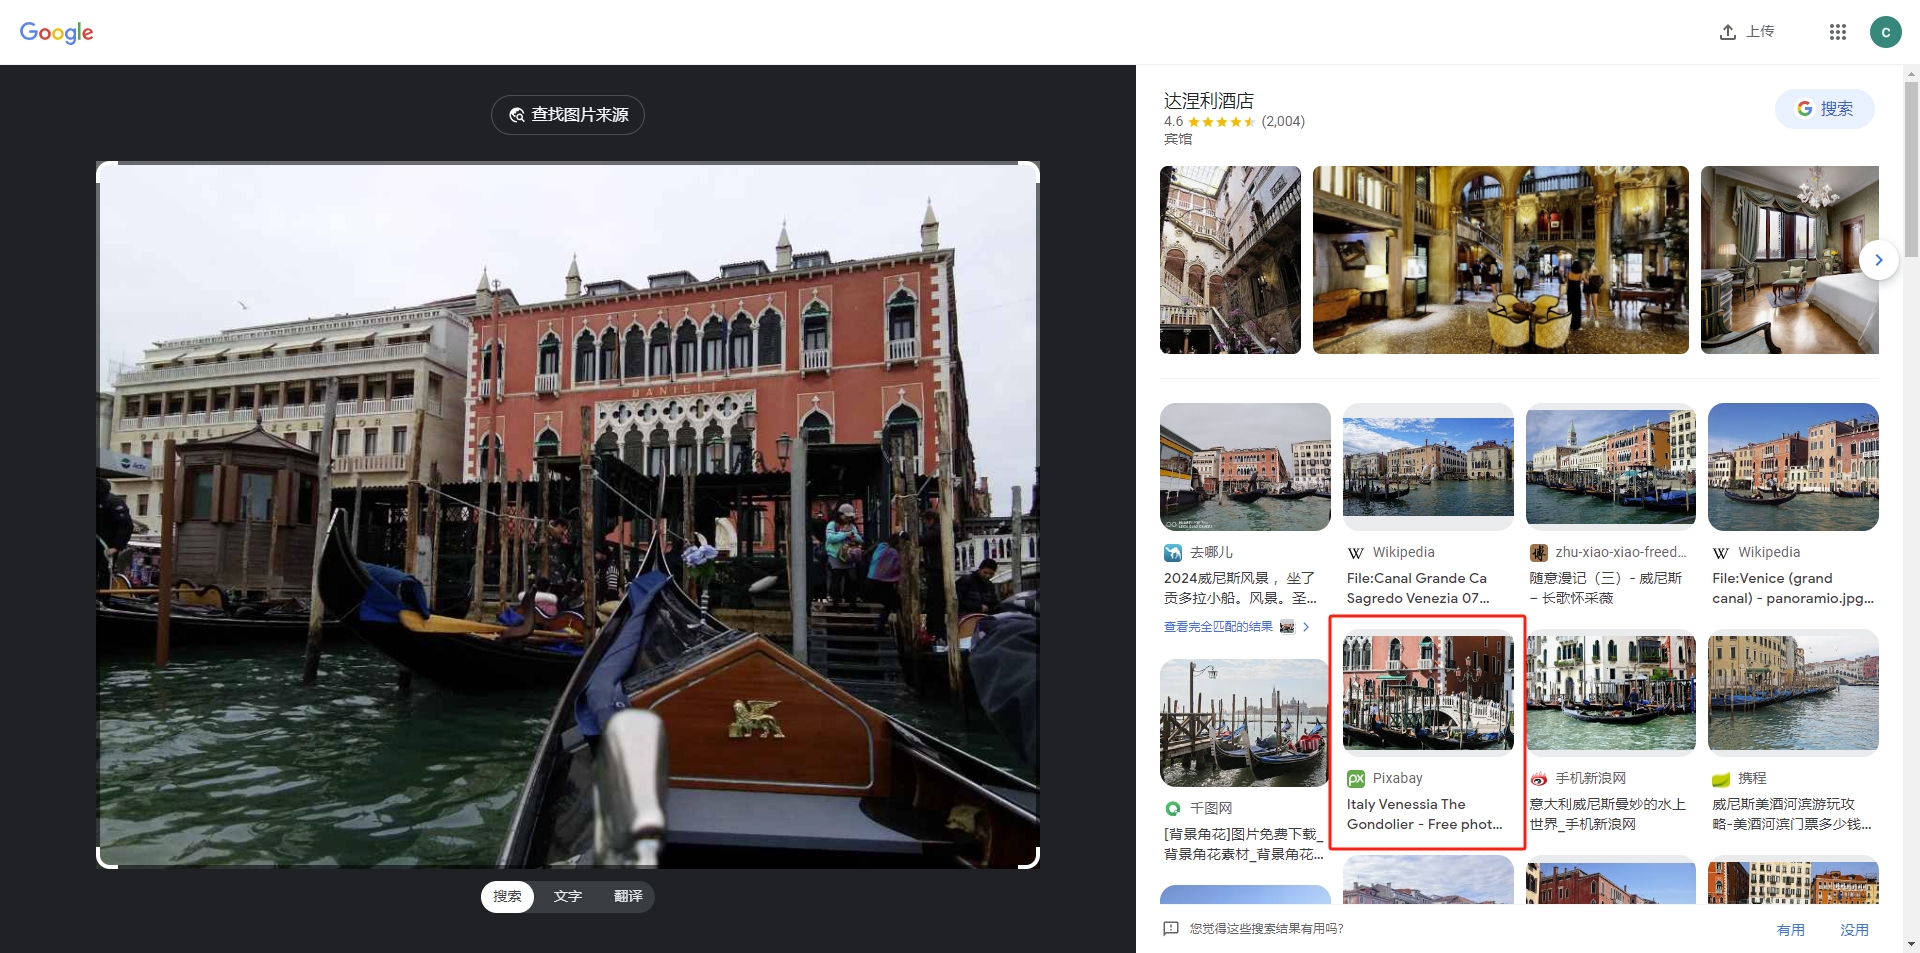 Google
上传
C
查找图片来源
达涅利酒店
4.6
(2,004)
宾馆
搜索
DANIELI
DANIELI EXCELSIOR
Actv
去哪儿
2024威尼斯风景 ，坐了
贡多拉小船。风景。圣...
查看完全匹配的结果
W Wikipedia
File:Canal Grande Ca
Sagredo Venezia 07...
博 zhu-xiao-xiao-freed...
随意漫记（三）- 威尼斯
– 长歌怀采薇
W Wikipedia
File:Venice (grand
canal) - panoramio.jpg...
千图网
[背景角花]图片免费下载_
背景角花素材_背景角花...
px Pixabay
Italy Venessia The
Gondolier - Free phot...
手机新浪网
意大利威尼斯曼妙的水上
世界_手机新浪网
携程
威尼斯美酒河滨游玩攻
略-美酒河滨门票多少钱...
搜索
文字
翻译
您觉得这些搜索结果有用吗?
有用
没用